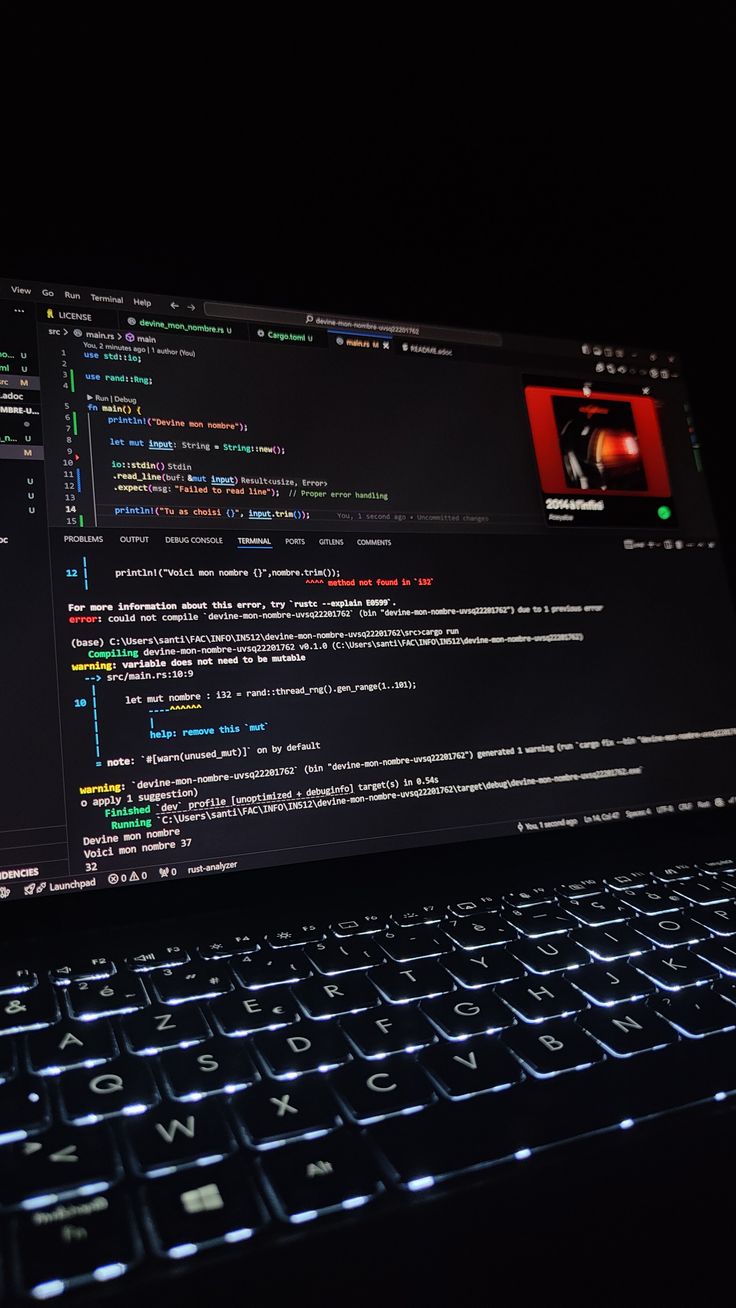 View Go Run Terminal Help
devine-mon-nombre-uvsq22201762
LICENSE devine_mon_nombre.rs U Cargo.toml U main.rs M README.adoc
src > main.rs > main
You, 2 minutes ago | 1 author (You)
1 use std::io;
2
3 use rand::Rng;
4
Run | Debug
5 fn main() {
6 println!("Devine mon nombre");
7
8 let mut input: String = String::new();
9
10 io::stdin() Stdin
11 .read_line(buf: &mut input) Result<usize, Error>
12 .expect(msg: "Failed to read line"); // Proper error handling
13
14 println!("Tu as choisi {}", input.trim()); You, 1 second ago • Uncommitted changes
15
ml U
src M
.adoc
MBRE-U...
_n... U
M
U
U
U
2014 à l'infini
PROBLEMS OUTPUT DEBUG CONSOLE TERMINAL PORTS GITLENS COMMENTS
12 | println!("Voici mon nombre {}",nombre.trim());
^^^^ method not found in `i32`
For more information about this error, try `rustc --explain E0599`.
error: could not compile `devine-mon-nombre-uvsq22201762` (bin "devine-mon-nombre-uvsq22201762") due to 1 previous error
(base) C:\Users\santi\FAC\INFO\IN512\devine-mon-nombre-uvsq22201762\src>cargo run
Compiling devine-mon-nombre-uvsq22201762 v0.1.0 (C:\Users\santi\FAC\INFO\IN512\devine-mon-nombre-uvsq22201762)
warning: variable does not need to be mutable
--> src/main.rs:10:9
|
10 | let mut nombre : i32 = rand::thread_rng().gen_range(1..101);
| ----^^^^^^
| |
| help: remove this `mut`
|
= note: `#[warn(unused_mut)]` on by default
warning: `devine-mon-nombre-uvsq22201762` (bin "devine-mon-nombre-uvsq22201762") generated 1 warning (run `cargo fix --bin "devine-mon-nombre-uvsq22201762"
o apply 1 suggestion)
Finished `dev` profile [unoptimized + debuginfo] target(s) in 0.54s
Running `C:\Users\santi\FAC\INFO\IN512\devine-mon-nombre-uvsq22201762\target\debug\devine-mon-nombre-uvsq22201762.exe`
Devine mon nombre
Voici mon nombre 37
32
NDENCIES
Launchpad 0 0 0 rust-analyzer You, 1 second ago Ln 14, Col 47 Spaces: 4 UTF-8 CRLF Rust
F1 F2 F3 F4 F5 F6 F7 F8 F9 F10 F11 F12
& 2 é 3 " # 4 ' { 5 ( [ 6 - 7 è 8 _ 9 ç
A Z E € R T Y U I O P
Q S D F G H J K
> < W X C V B N ? ,
fn Alt